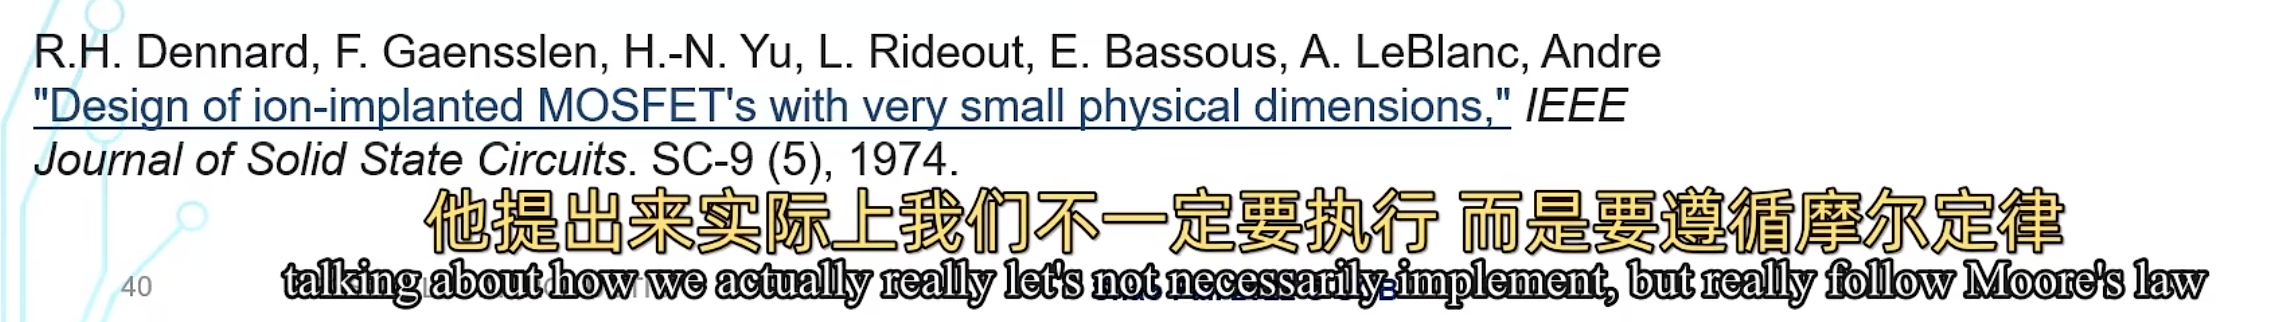 R.H. Dennard, F. Gaensslen, H.-N. Yu, L. Rideout, E. Bassous, A. LeBlanc, Andre
"Design of ion-implanted MOSFET's with very small physical dimensions," IEEE
Journal of Solid State Circuits. SC-9 (5), 1974.
他提出来实际上我们不一定要执行 而是要遵循摩尔定律
40
talking about how we actually really let's not necessarily implement, but really follow Moore's law